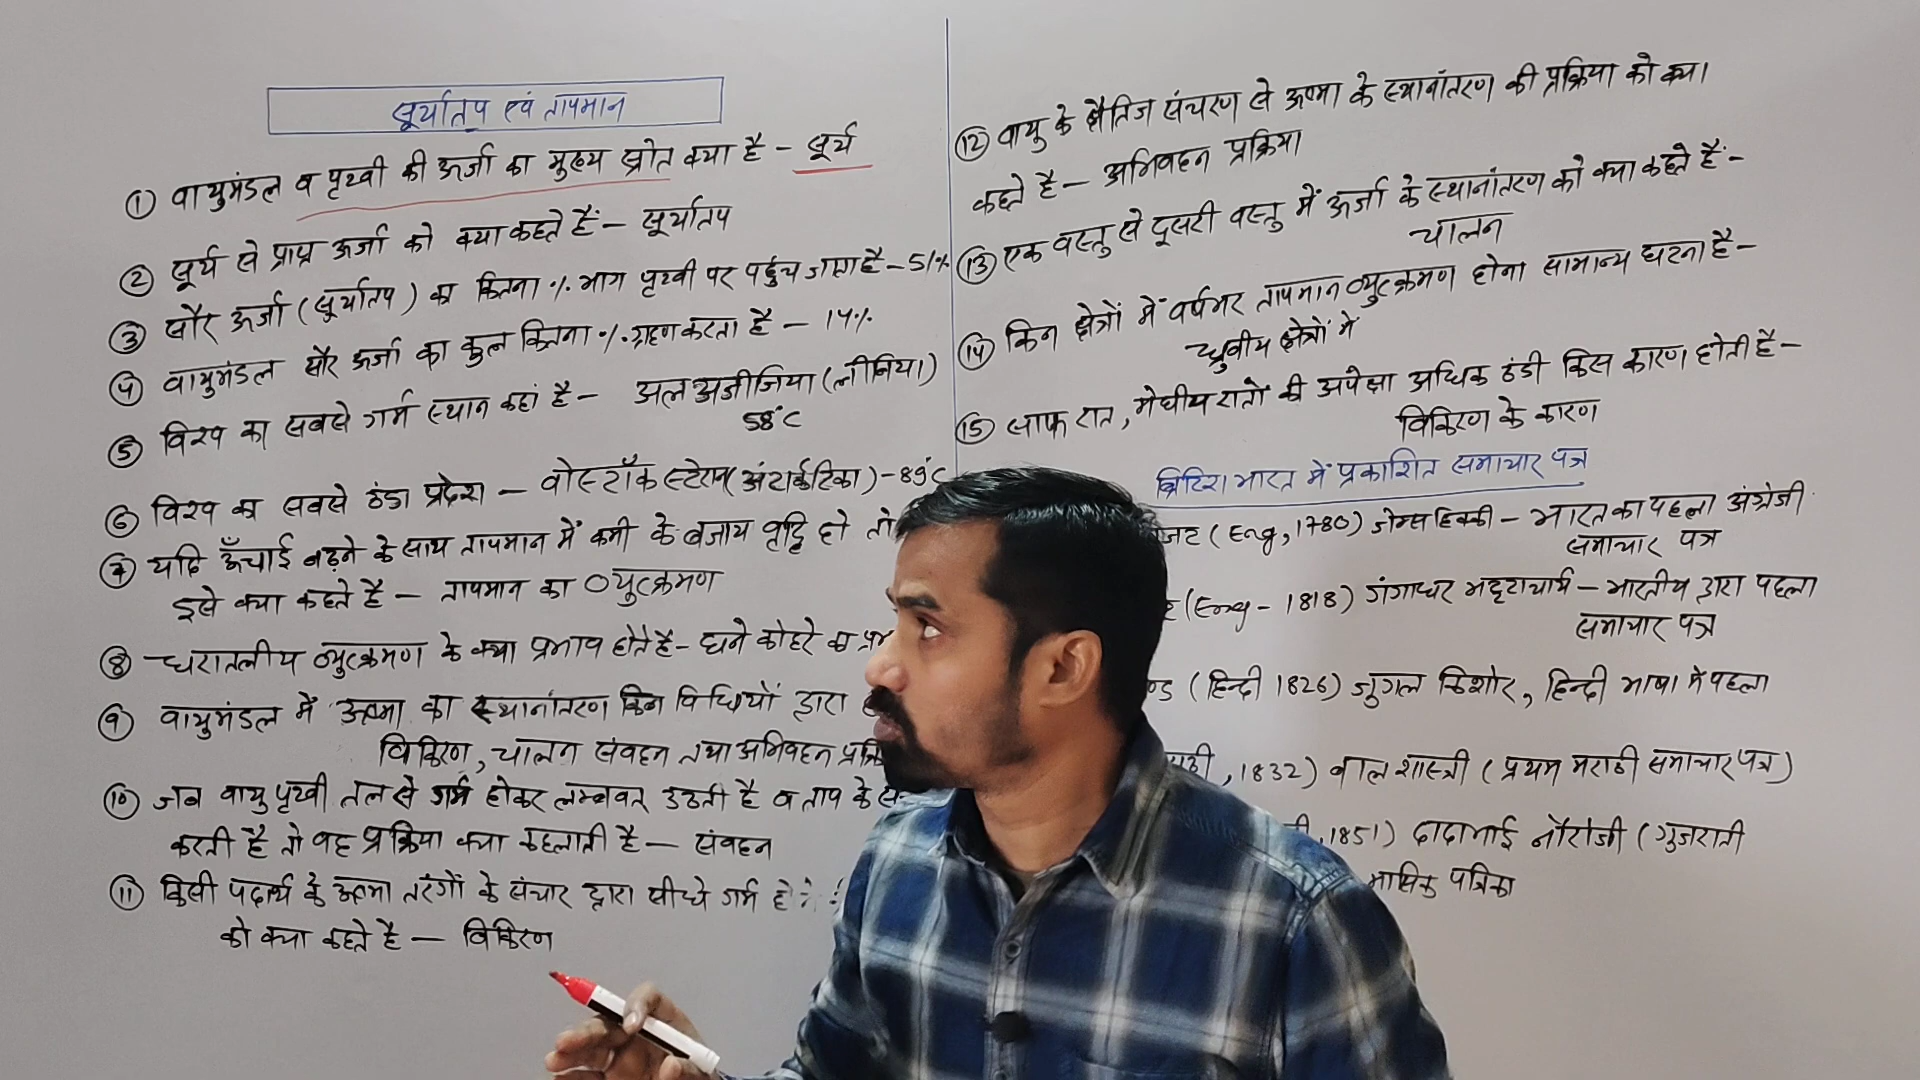 सूर्यातप एवं तापमान
① वायुमंडल व पृथ्वी की ऊर्जा का मुख्य स्रोत क्या है – सूर्य
② सूर्य से प्राप्त ऊर्जा को क्या कहते हैं – सूर्यातप
③ सौर ऊर्जा (सूर्यातप) का कितना % भाग पृथ्वी पर पहुंच जाता है – 51%
④ वायुमंडल सौर ऊर्जा का कुल कितना % ग्रहण करता है – 14%
⑤ विश्व का सबसे गर्म स्थान कहां है – अल अजीजिया (लीबिया)
58°C
⑥ विश्व का सबसे ठंडा प्रदेश – वोस्टॉक स्टेशन (अंटार्कटिका) – 89°C
⑦ यदि ऊँचाई बढ़ने के साथ तापमान में कमी के बजाय वृद्धि हो तो
इसे क्या कहते है – तापमान का व्युत्क्रमण
⑧ धरातलीय व्युत्क्रमण के क्या प्रभाव होते है – घने कोहरे का
⑨ वायुमंडल में ऊष्मा का स्थानांतरण किन विधियों द्वारा
विकिरण, चालन संवहन तथा अभिवहन
⑩ जब वायु पृथ्वी तल से गर्म होकर लम्बवत उठती है व ताप के
करती है तो वह प्रक्रिया क्या कहलाती है – संवहन
⑪ किसी पदार्थ के ऊष्मा तरंगों के संचार द्वारा सीधे गर्म
को क्या कहते है – विकिरण
⑫ वायु के क्षैतिज संचरण से ऊष्मा के स्थानांतरण की प्रक्रिया को क्या
कहते है – अभिवहन प्रक्रिया
⑬ एक वस्तु से दूसरी वस्तु में ऊर्जा के स्थानांतरण को क्या कहते हैं –
चालन
⑭ किन क्षेत्रों में वर्षभर तापमान व्युत्क्रमण होना सामान्य घटना है –
ध्रुवीय क्षेत्रों में
⑮ साफ रात, मेघीय रातों की अपेक्षा अधिक ठंडी किस कारण होती है –
विकिरण के कारण
ब्रिटिश भारत में प्रकाशित समाचार पत्र
(Eng, 1780) जेम्स हिक्की – भारत का पहला अंग्रेजी
समाचार पत्र
(Eng – 1818) गंगाधर भट्टाचार्य – भारतीय द्वारा पहला
समाचार पत्र
(हिन्दी 1826) जुगल किशोर, हिन्दी भाषा में पहला
, 1832) बाल शास्त्री (प्रथम मराठी समाचार पत्र)
, 1851) दादाभाई नौरोजी (गुजराती
पत्रिका